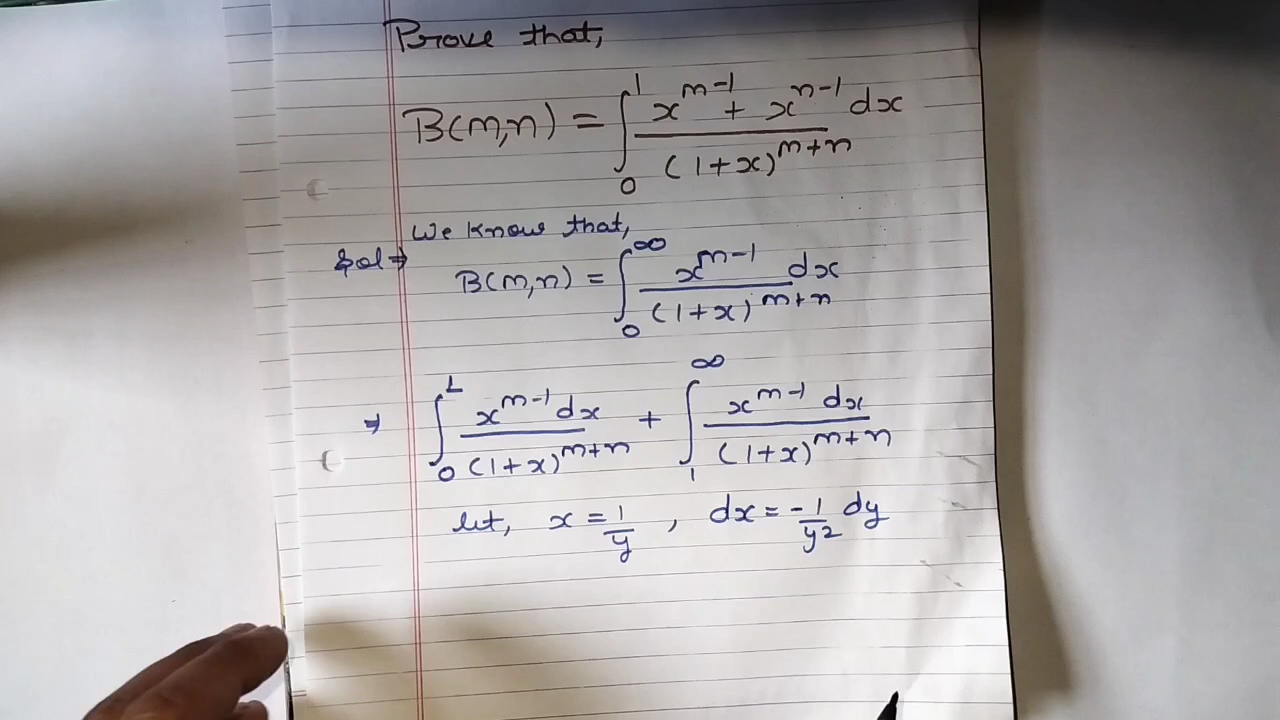 Prove that,
B(m,n) = ∫₀¹ (x^{m-1} + x^{n-1} dx)/(1+x)^{m+n}
We know that,
Sol ⇒
B(m,n) = ∫₀^∞ (x^{m-1} dx)/(1+x)^{m+n}
⇒ ∫₀¹ (x^{m-1} dx)/(1+x)^{m+n} + ∫₁^∞ (x^{m-1} dx)/(1+x)^{m+n}
let, x = 1/y , dx = -1/y² dy